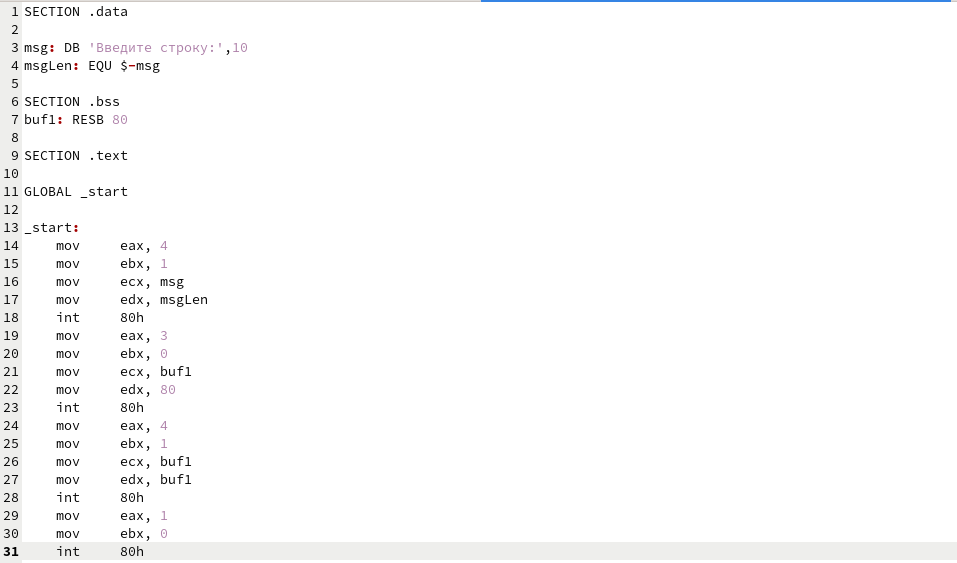 1 SECTION .data
2
3 msg: DB 'Введите строку:',10
4 msgLen: EQU $-msg
5
6 SECTION .bss
7 buf1: RESB 80
8
9 SECTION .text
10
11 GLOBAL _start
12
13 _start:
14 mov eax, 4
15 mov ebx, 1
16 mov ecx, msg
17 mov edx, msgLen
18 int 80h
19 mov eax, 3
20 mov ebx, 0
21 mov ecx, buf1
22 mov edx, 80
23 int 80h
24 mov eax, 4
25 mov ebx, 1
26 mov ecx, buf1
27 mov edx, buf1
28 int 80h
29 mov eax, 1
30 mov ebx, 0
31 int 80h